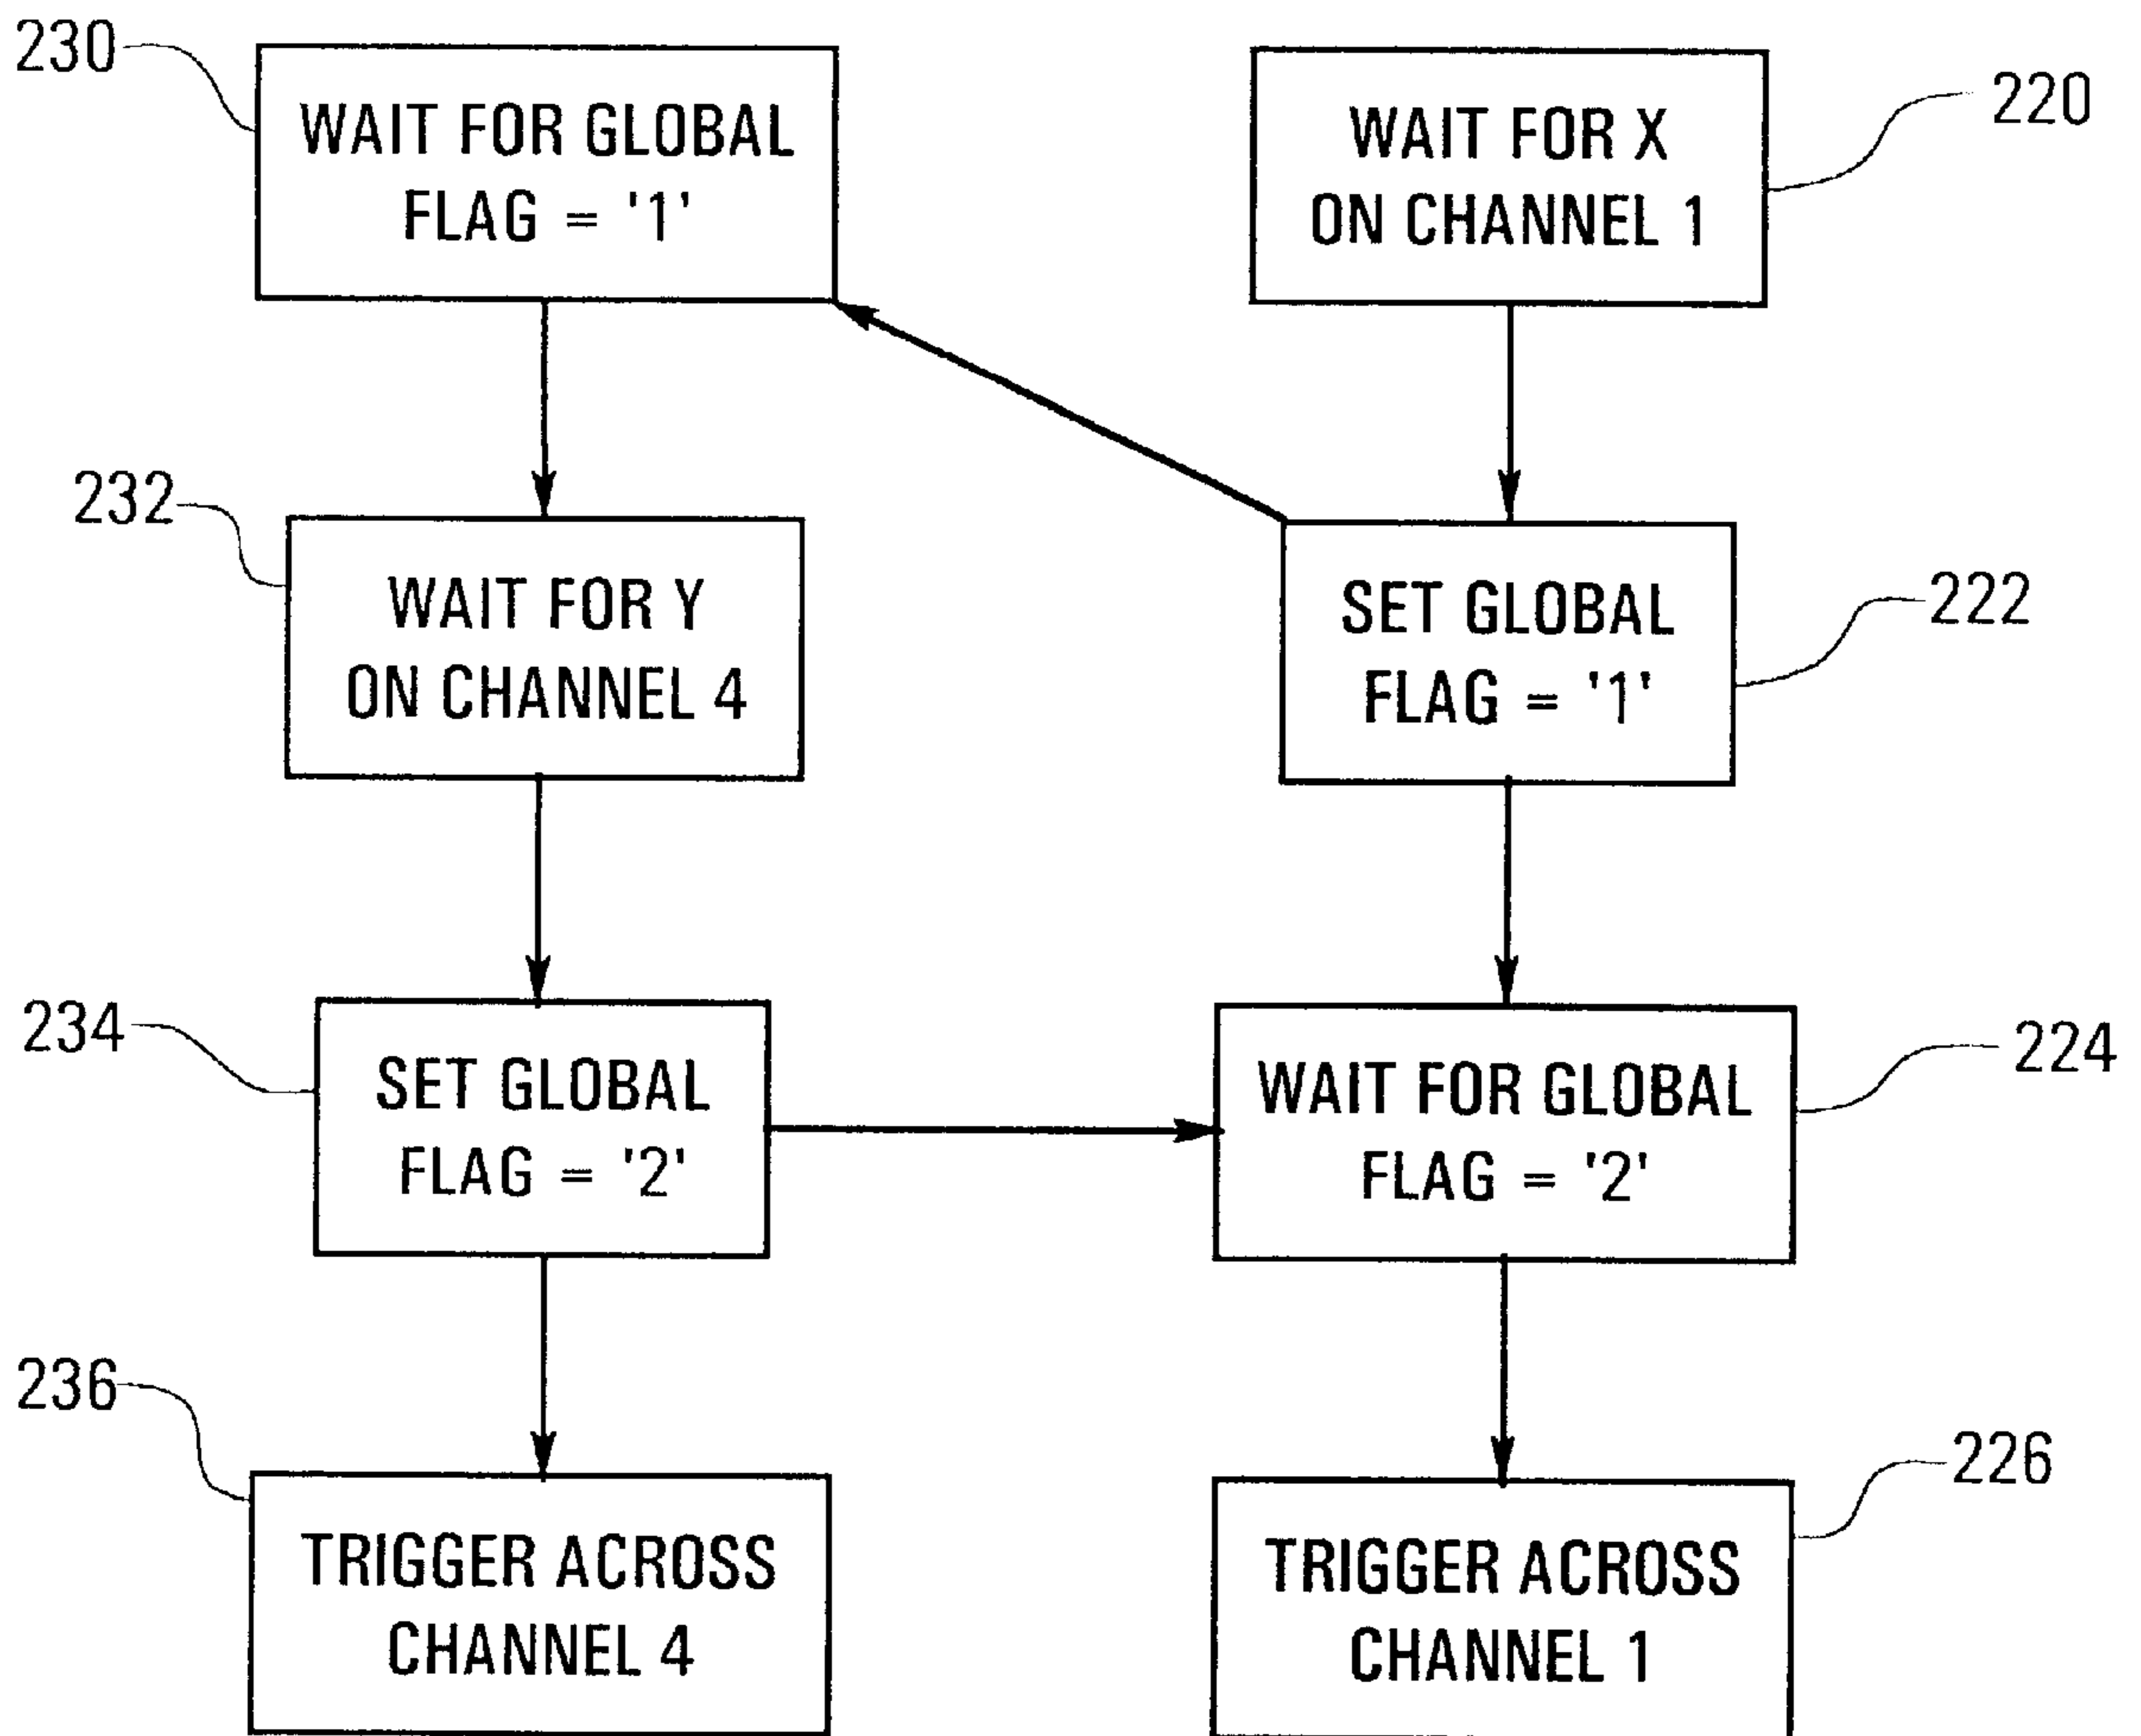 230
WAIT FOR GLOBAL
FLAG = '1'
WAIT FOR X
ON CHANNEL 1
220
232
WAIT FOR Y
ON CHANNEL 4
SET GLOBAL
FLAG = '1'
222
234
SET GLOBAL
FLAG = '2'
WAIT FOR GLOBAL
FLAG = '2'
224
236
TRIGGER ACROSS
CHANNEL 4
TRIGGER ACROSS
CHANNEL 1
226